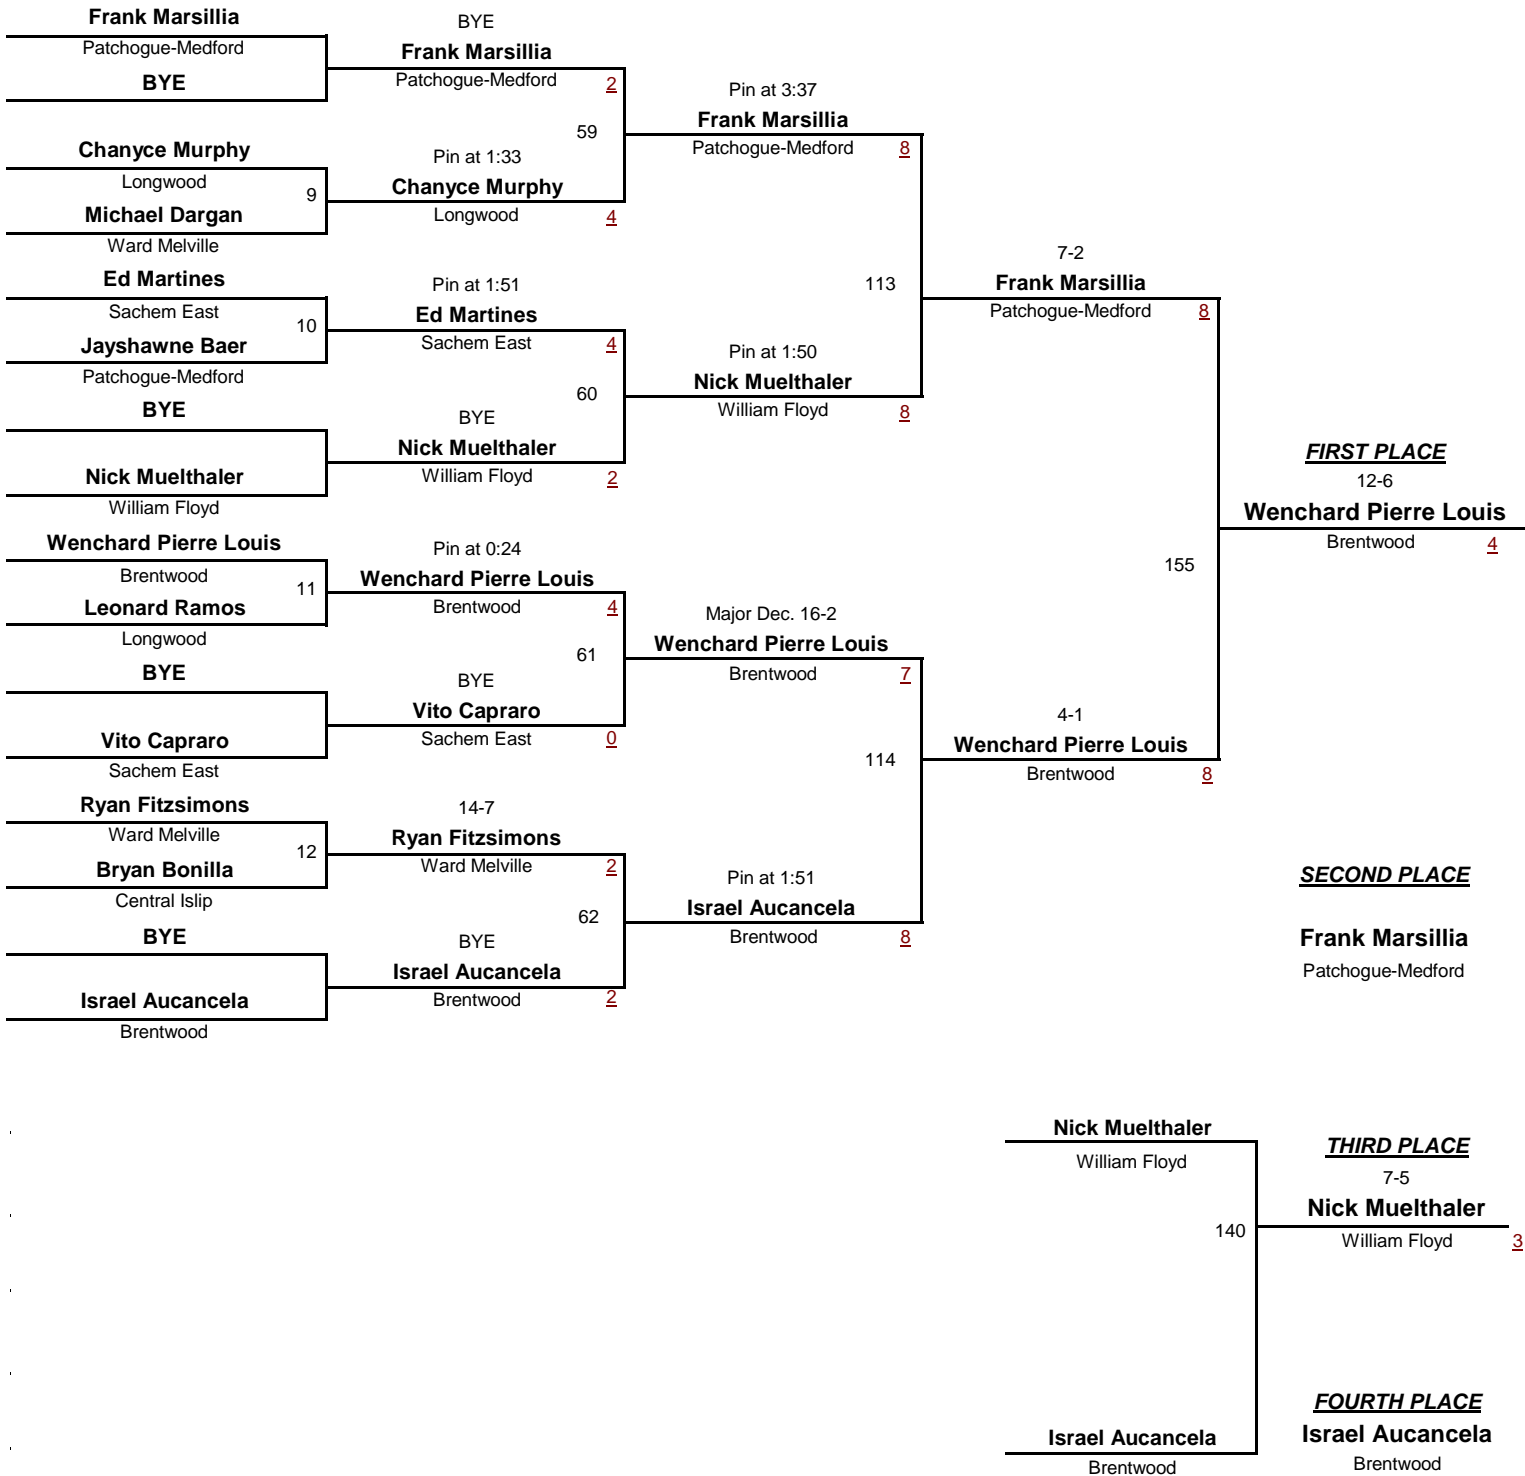 Frank Marsillia
Patchogue-Medford
BYE
Chanyce Murphy
Longwood
9
Michael Dargan
Ward Melville
Ed Martines
Sachem East
10
Jayshawne Baer
Patchogue-Medford
BYE
Nick Muelthaler
William Floyd
Wenchard Pierre Louis
Brentwood
11
Leonard Ramos
Longwood
BYE
Vito Capraro
Sachem East
Ryan Fitzsimons
Ward Melville
12
Bryan Bonilla
Central Islip
BYE
Israel Aucancela
Brentwood
BYE
Frank Marsillia
Patchogue-Medford
2
59
Pin at 1:33
Chanyce Murphy
Longwood
4
Pin at 1:51
Ed Martines
Sachem East
4
60
BYE
Nick Muelthaler
William Floyd
2
Pin at 0:24
Wenchard Pierre Louis
Brentwood
4
61
BYE
Vito Capraro
Sachem East
0
14-7
Ryan Fitzsimons
Ward Melville
2
62
BYE
Israel Aucancela
Brentwood
2
Pin at 3:37
Frank Marsillia
Patchogue-Medford
8
113
Pin at 1:50
Nick Muelthaler
William Floyd
8
Major Dec. 16-2
Wenchard Pierre Louis
Brentwood
7
114
Pin at 1:51
Israel Aucancela
Brentwood
8
7-2
Frank Marsillia
Patchogue-Medford
8
155
4-1
Wenchard Pierre Louis
Brentwood
8
FIRST PLACE
12-6
Wenchard Pierre Louis
Brentwood
4
SECOND PLACE
Frank Marsillia
Patchogue-Medford
Nick Muelthaler
William Floyd
140
Israel Aucancela
Brentwood
THIRD PLACE
7-5
Nick Muelthaler
William Floyd
3
FOURTH PLACE
Israel Aucancela
Brentwood